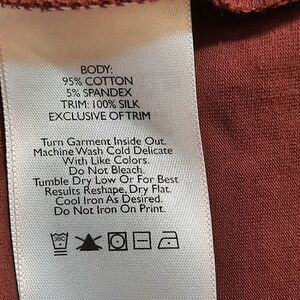 BODY:
95% COTTON
5% SPANDEX
TRIM: 100% SILK
EXCLUSIVE OF TRIM
Turn Garment Inside Out.
Machine Wash Cold Delicate
With Like Colors.
Do Not Bleach.
Tumble Dry Low Or For Best
Results Reshape, Dry Flat.
Cool Iron As Desired.
Do Not Iron On Print.